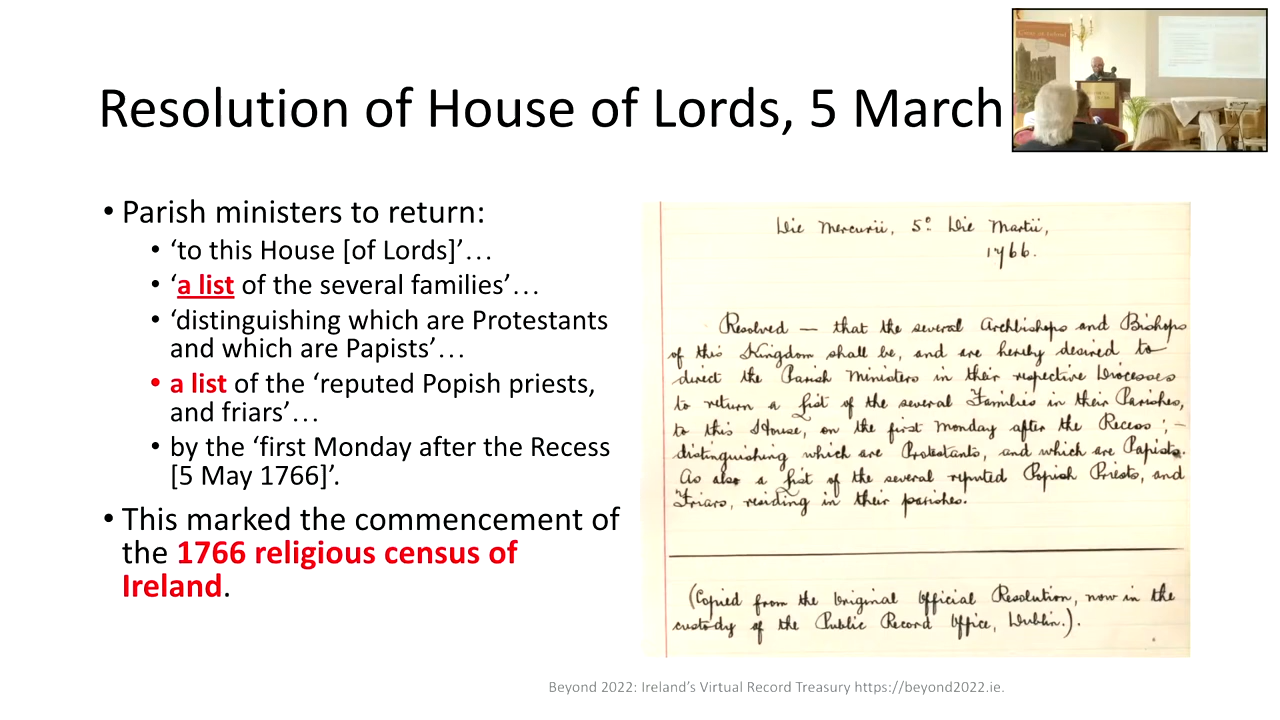 Resolution of House of Lords, 5 March
• Parish ministers to return:
• ‘to this House [of Lords]’…
• ‘a list of the several families’…
• ‘distinguishing which are Protestants
and which are Papists’…
• a list of the ‘reputed Popish priests,
and friars’…
• by the ‘first Monday after the Recess
[5 May 1766]’.
• This marked the commencement of
the 1766 religious census of
Ireland.
Die Mercurii, 5º Die Martii,
1766.
Resolved — that the several Archbishops and Bishops
of this Kingdom shall be, and are hereby desired to
direct the Parish Ministers in their respective Diocesses
to return a List of the several Families in their Parishes,
to this House, on the first Monday after the Recess ; –
distinguishing which are Protestants, and which are Papists.
As also a List of the several reputed Popish Priests, and
Friars, residing in their parishes.
(Copied from the Original Official Resolution, now in the
custody of the Public Record Office, Dublin.).
Beyond 2022: Ireland’s Virtual Record Treasury https://beyond2022.ie.